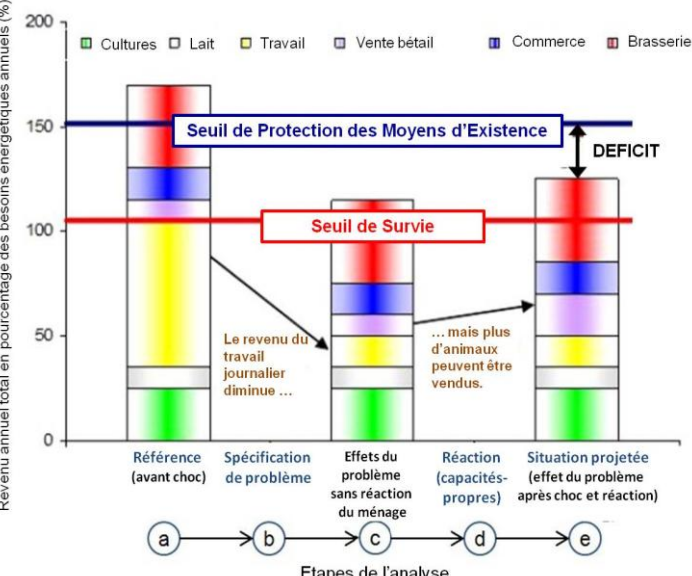 Revenu annuel total en pourcentage des besoins énergétiques annuels (%)
200
150
100
50
0
Cultures Lait Travail Vente bétail Commerce Brasserie
Seuil de Protection des Moyens d'Existence
DEFICIT
Seuil de Survie
Le revenu du
travail
journalier
diminue …
… mais plus
d'animaux
peuvent être
vendus.
Référence
(avant choc)
Spécification
de problème
Effets du
problème
sans réaction
du ménage
Réaction
(capacités-
propres)
Situation projetée
(effet du problème
après choc et réaction)
a b c d e
Etapes de l'analyse